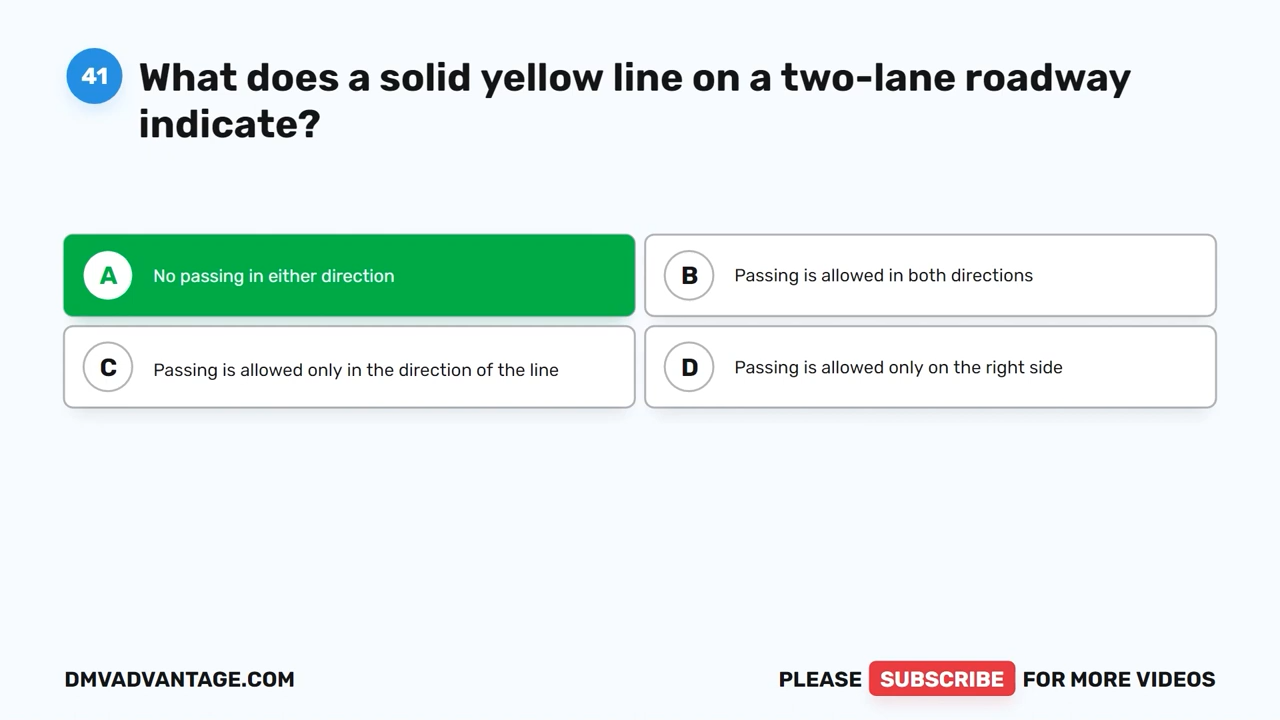 41
What does a solid yellow line on a two-lane roadway
indicate?
A No passing in either direction
B Passing is allowed in both directions
C Passing is allowed only in the direction of the line
D Passing is allowed only on the right side
DMVADVANTAGE.COM
PLEASE SUBSCRIBE FOR MORE VIDEOS